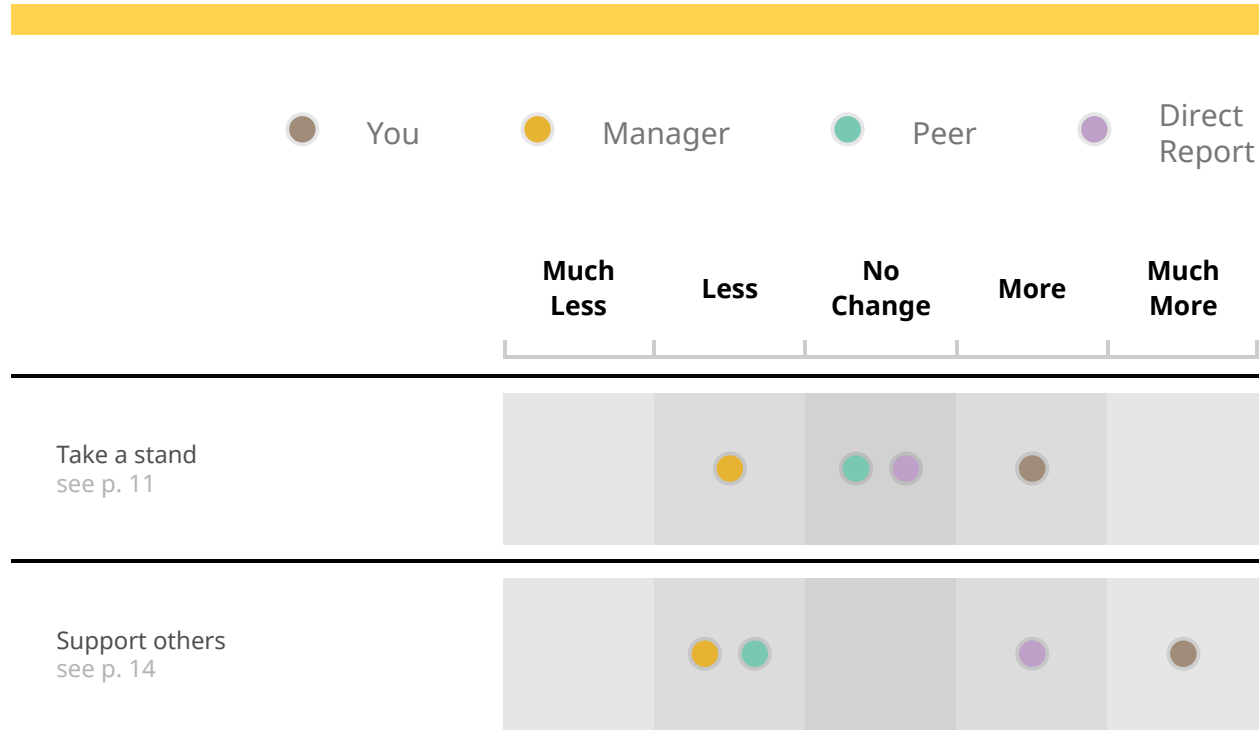 You
Manager
Peer
Direct
Report
Much
Less
Less
No
Change
More
Much
More
Take a stand
see p. 11
Support others
see p. 14